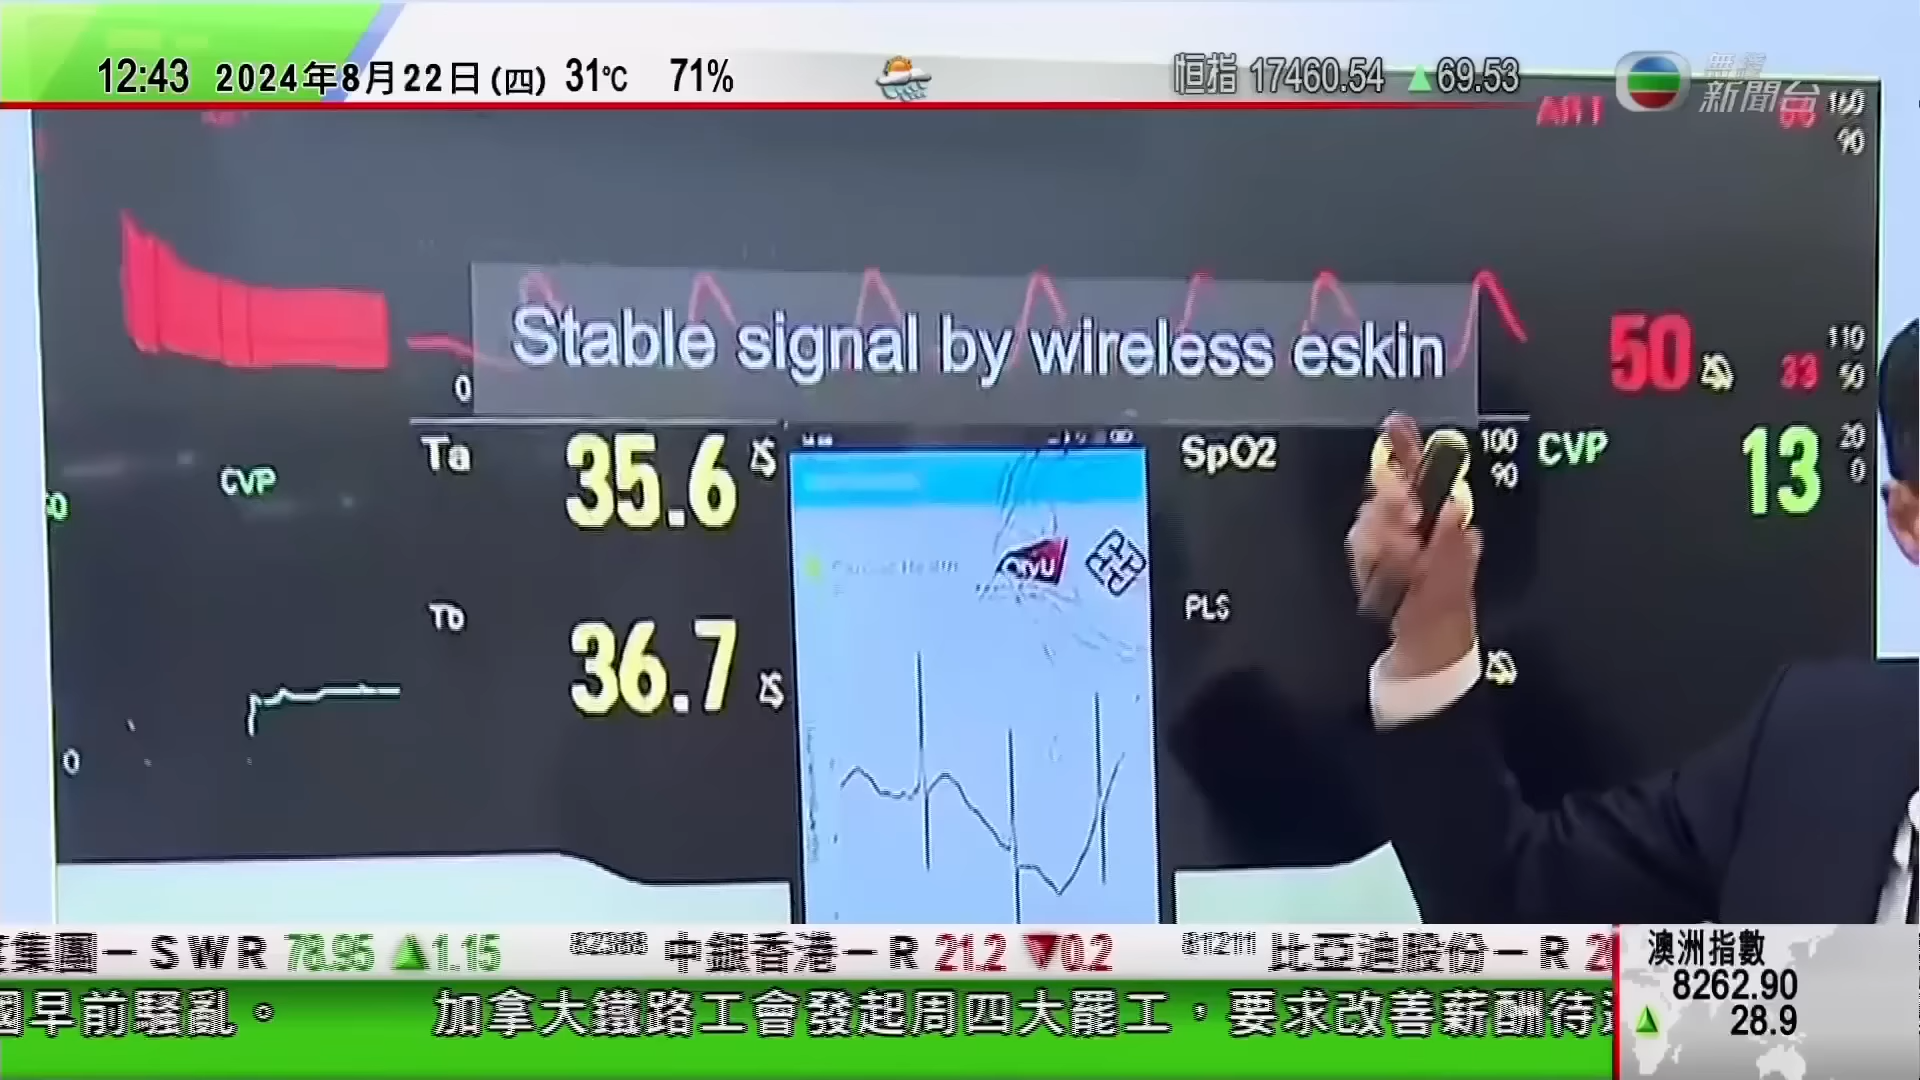 12:43 2024年8月22日(四) 31℃ 71% 恒指 17460.54 ▲69.53
無綫
新聞台
ART 160
90
Stable signal by wireless eskin
0
50 33 110 50
Ta 35.6
SpO2 100 90
CVP 13 20 0
CVP
CityU
Tb 36.7
PLS
0
集團－SWR 78.95 ▲1.15 82388 中銀香港－R 21.2 ▼0.2 81211 比亞迪股份－R
澳洲指數
8262.90
▲ 28.9
國早前騷亂。 加拿大鐵路工會發起周四大罷工，要求改善薪酬待